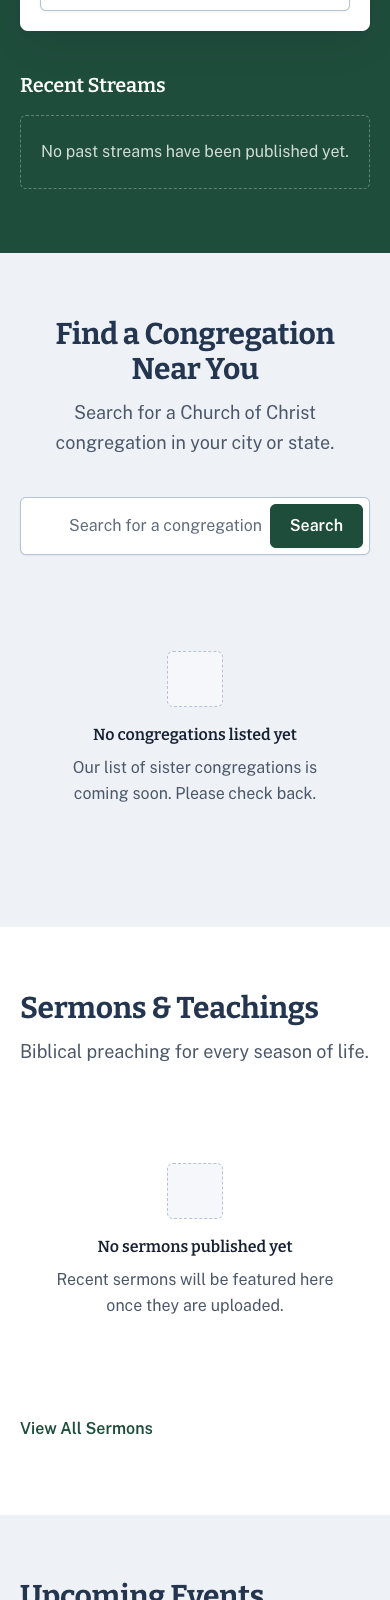 Recent Streams
No past streams have been published yet.
Find a Congregation
Near You
Search for a Church of Christ
congregation in your city or state.
Search for a congregation
Search
No congregations listed yet
Our list of sister congregations is
coming soon. Please check back.
Sermons & Teachings
Biblical preaching for every season of life.
No sermons published yet
Recent sermons will be featured here
once they are uploaded.
View All Sermons
Upcoming Events